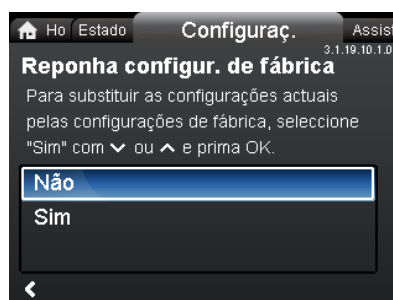 Ho Estado Configuraç. Assist
3.1.19.10.1.0
Reponha configur. de fábrica
Para substituir as configurações actuais
pelas configurações de fábrica, seleccione
"Sim" com ou e prima OK.
Não
Sim